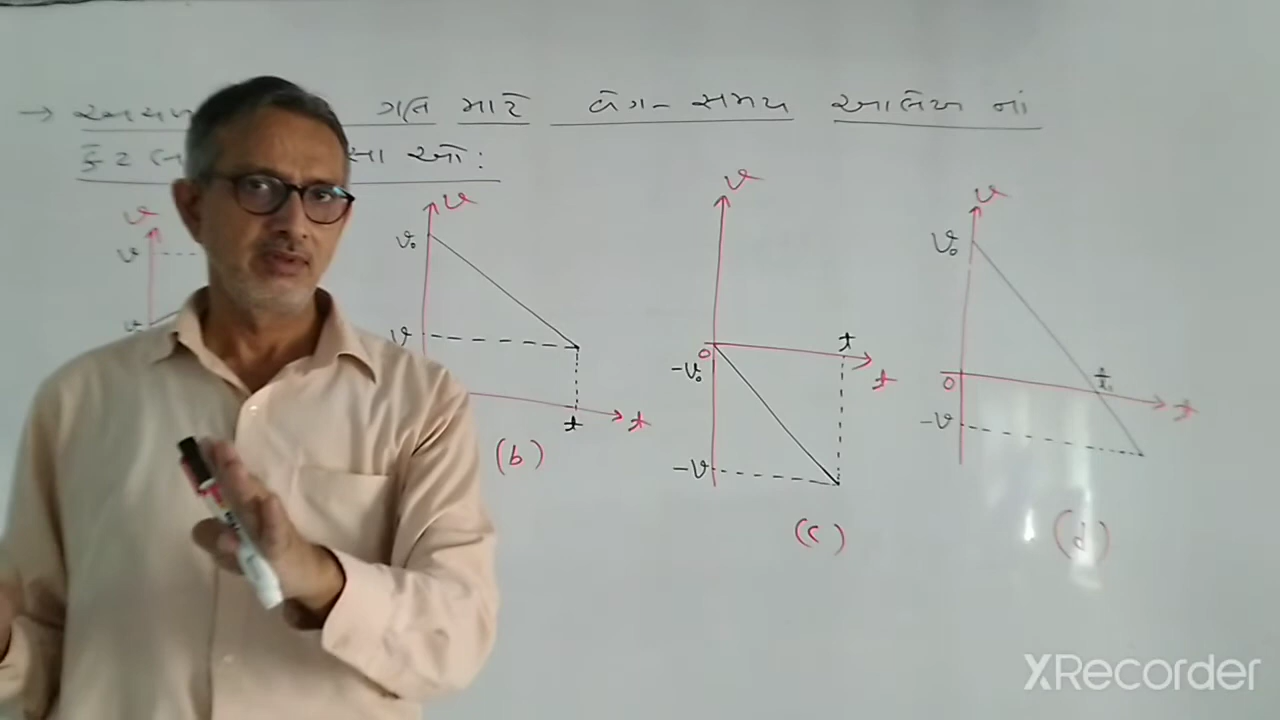 → ગતિ માટે વેગ - સમય આલેખ નાં
ઓ :
v v v v
v₀ v₀
v v
0 t 0 t₁
-v₀
t t t t
-v -v
(b) (c) (d)
XRecorder